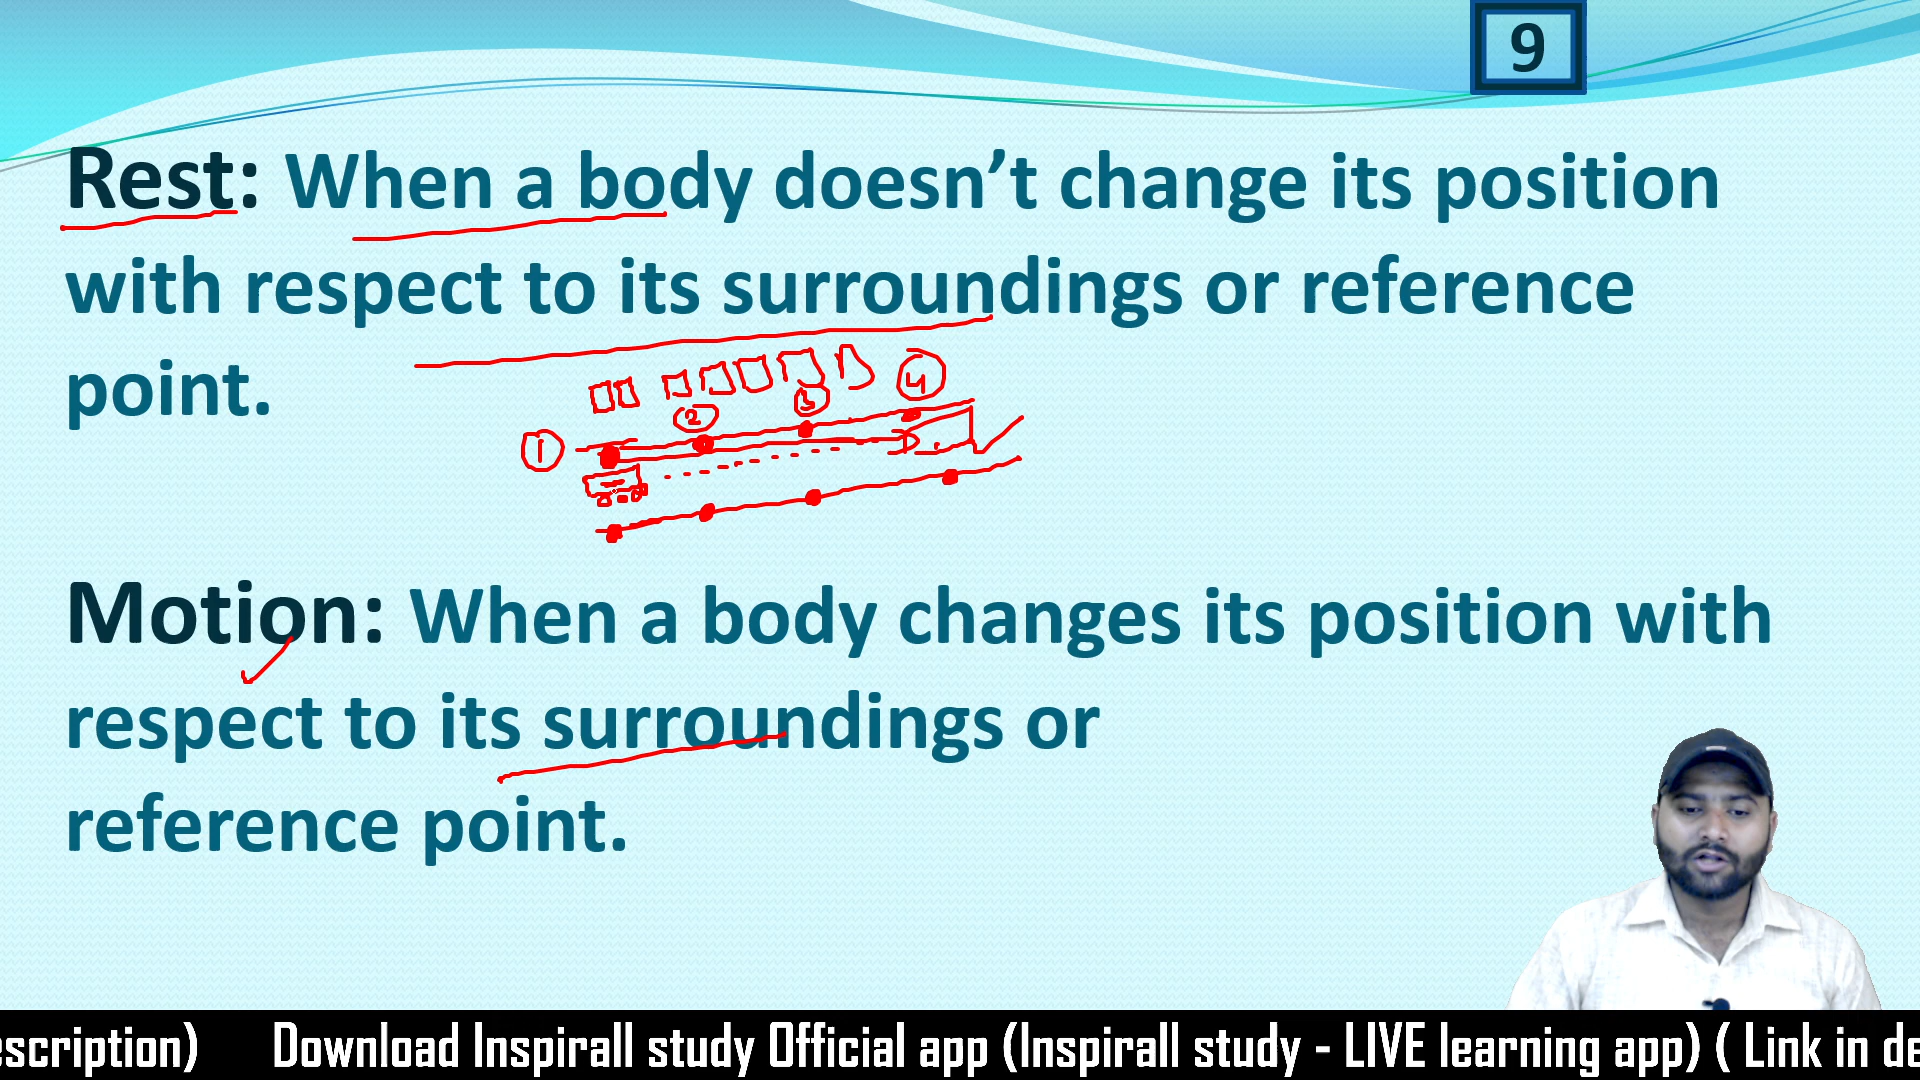 9
Rest: When a body doesn’t change its position
with respect to its surroundings or reference
point.
4
3
2
1
Motion: When a body changes its position with
respect to its surroundings or
reference point.
escription) Download Inspirall study Official app (Inspirall study - LIVE learning app) ( Link in de